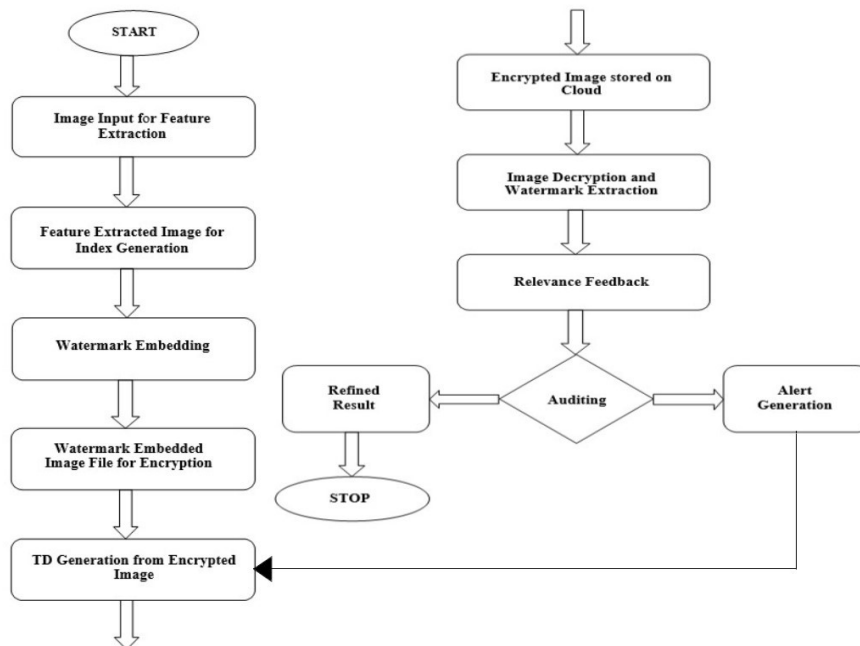 START
Image Input for Feature
Extraction
Feature Extracted Image for
Index Generation
Watermark Embedding
Watermark Embedded
Image File for Encryption
TD Generation from Encrypted
Image
Encrypted Image stored on
Cloud
Image Decryption and
Watermark Extraction
Relevance Feedback
Auditing
Refined
Result
STOP
Alert
Generation